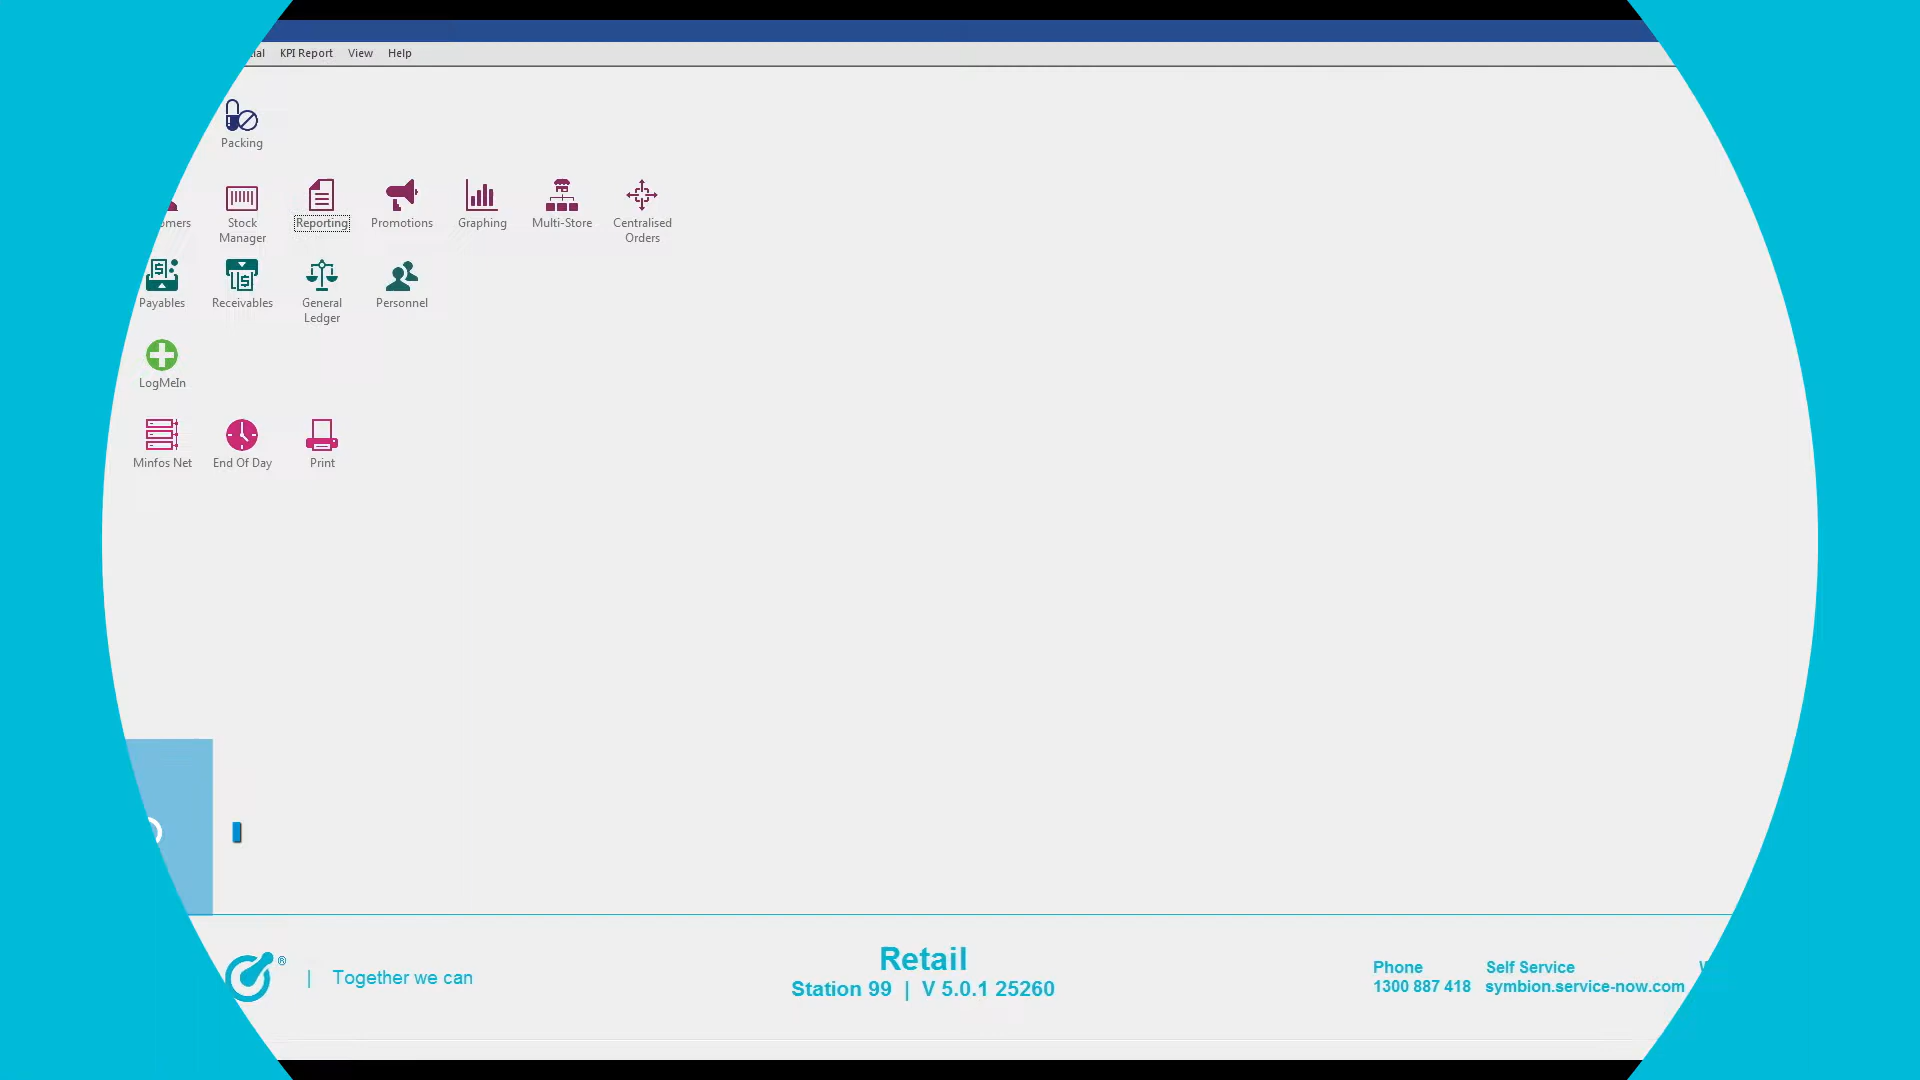 KPI Report View Help
Packing
Stock Manager
Reporting
Promotions
Graphing
Multi-Store
Centralised Orders
Payables
Receivables
General Ledger
Personnel
LogMeIn
Minfos Net
End Of Day
Print
® | Together we can
Retail
Station 99 | V 5.0.1 25260
Phone
1300 887 418
Self Service
symbion.service-now.com